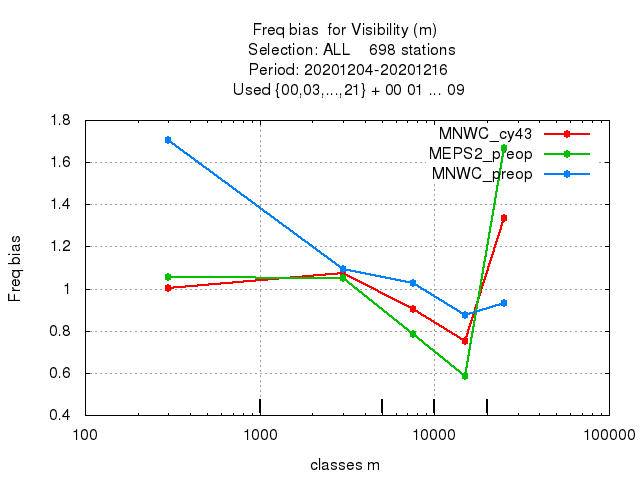 Freq bias  for Visibility (m)
Selection: ALL    698 stations
Period: 20201204-20201216
Used {00,03,...,21} + 00 01 ... 09
MNWC_cy43
MEPS2_preop
MNWC_preop
Freq bias
1.8
1.6
1.4
1.2
1
0.8
0.6
0.4
100
1000
10000
100000
classes m